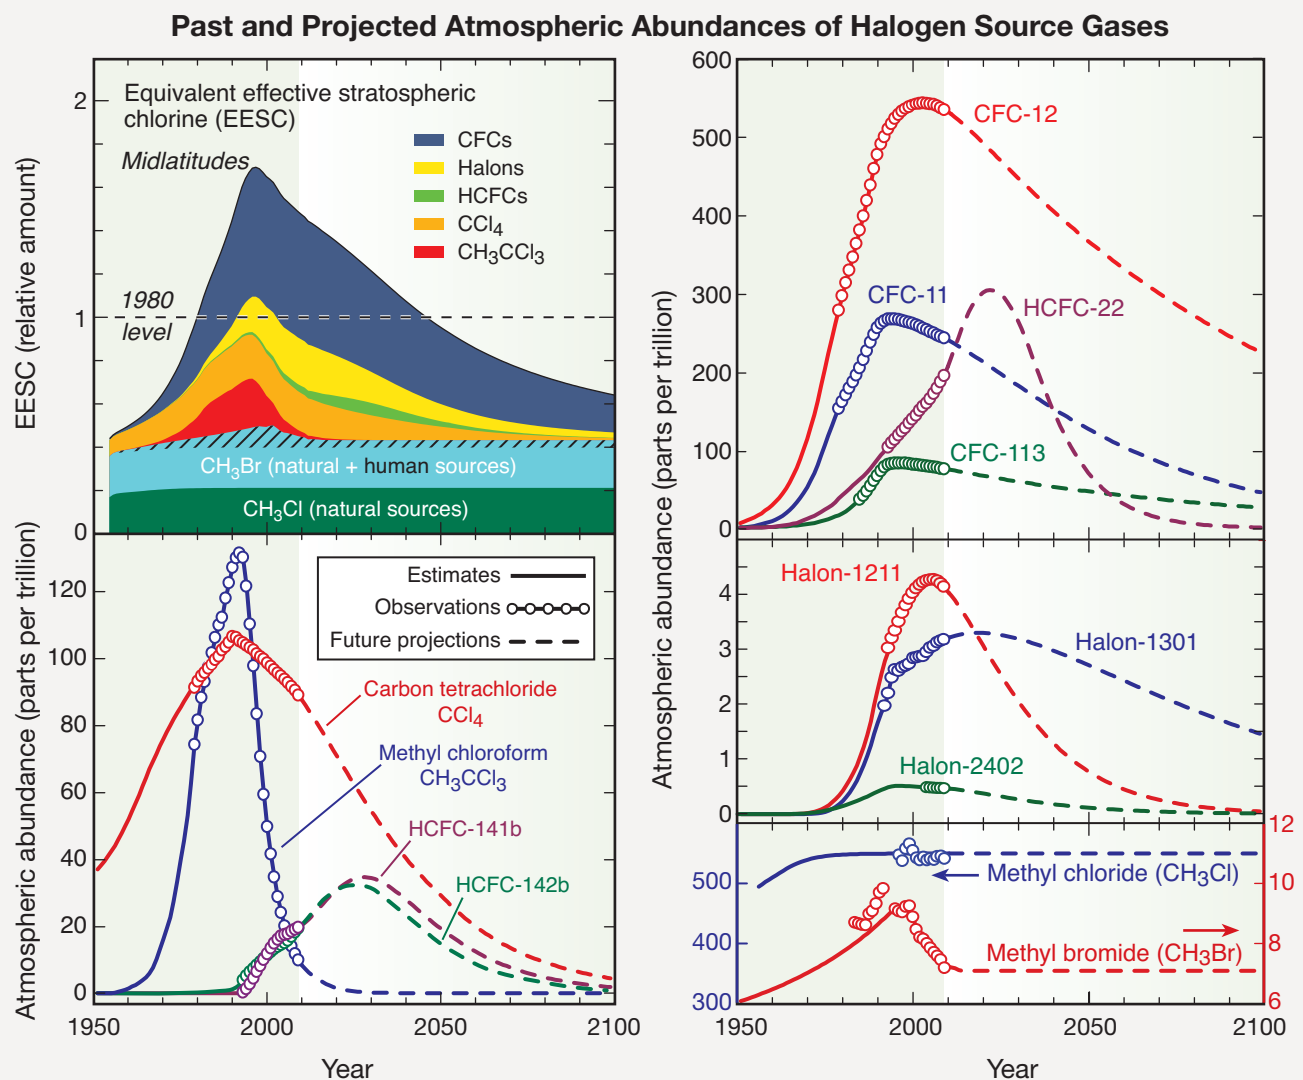 Past and Projected Atmospheric Abundances of Halogen Source Gases
EESC (relative amount)
2
1
0
Equivalent effective stratospheric
chlorine (EESC)
Midlatitudes
CFCs
Halons
HCFCs
CCl₄
CH₃CCl₃
1980
level
CH₃Br (natural + human sources)
CH₃Cl (natural sources)
Atmospheric abundance (parts per trillion)
120
100
80
60
40
20
0
Estimates
Observations
Future projections
Carbon tetrachloride
CCl₄
Methyl chloroform
CH₃CCl₃
HCFC-141b
HCFC-142b
1950
2000
2050
2100
Year
Atmospheric abundance (parts per trillion)
600
500
400
300
200
100
0
CFC-12
CFC-11
HCFC-22
CFC-113
4
3
2
1
0
Halon-1211
Halon-1301
Halon-2402
500
400
300
12
10
8
6
Methyl chloride (CH₃Cl)
Methyl bromide (CH₃Br)
1950
2000
2050
2100
Year